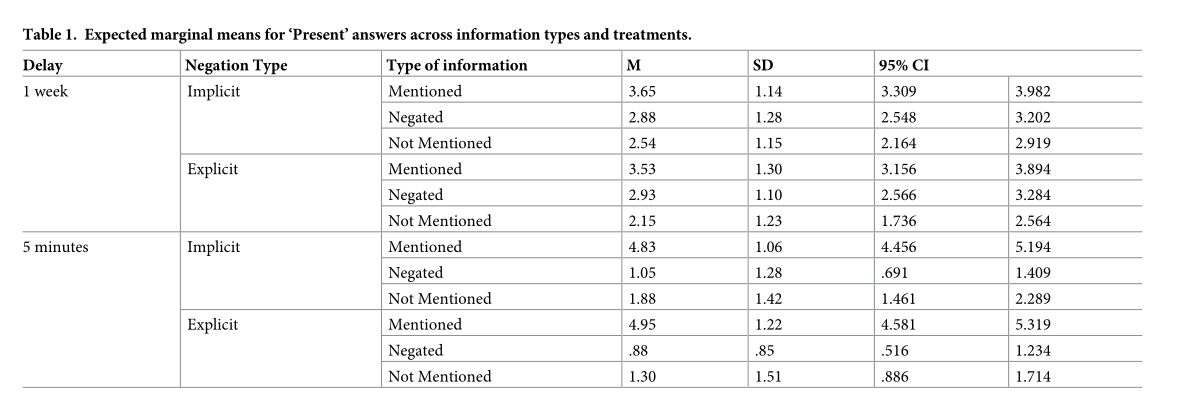 Table 1. Expected marginal means for ‘Present’ answers across information types and treatments.
Delay Negation Type Type of information M SD 95% CI
1 week Implicit Mentioned 3.65 1.14 3.309 3.982
Negated 2.88 1.28 2.548 3.202
Not Mentioned 2.54 1.15 2.164 2.919
Explicit Mentioned 3.53 1.30 3.156 3.894
Negated 2.93 1.10 2.566 3.284
Not Mentioned 2.15 1.23 1.736 2.564
5 minutes Implicit Mentioned 4.83 1.06 4.456 5.194
Negated 1.05 1.28 .691 1.409
Not Mentioned 1.88 1.42 1.461 2.289
Explicit Mentioned 4.95 1.22 4.581 5.319
Negated .88 .85 .516 1.234
Not Mentioned 1.30 1.51 .886 1.714